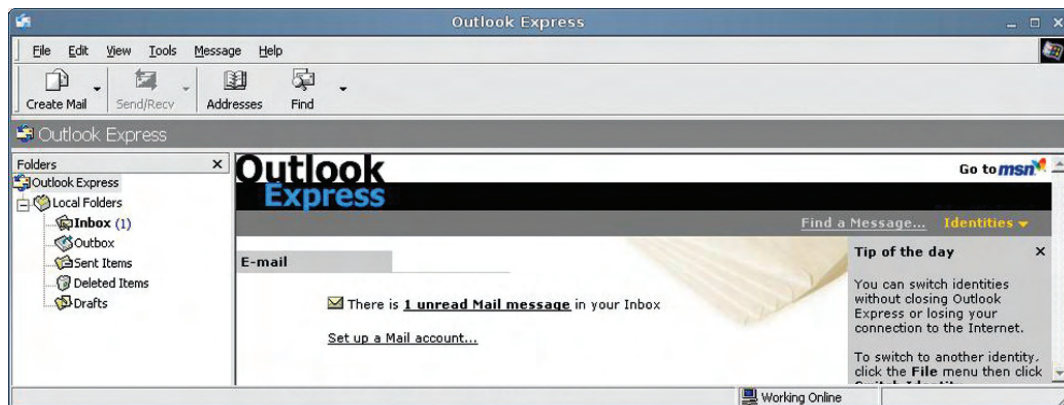 Outlook Express
File Edit View Tools Message Help
Create Mail Send/Recv Addresses Find
Outlook Express
Folders x
Outlook Express
Local Folders
Inbox (1)
Outbox
Sent Items
Deleted Items
Drafts
Outlook
Express
Go to msn
Find a Message... Identities
E-mail
There is 1 unread Mail message in your Inbox
Set up a Mail account...
Tip of the day x
You can switch identities
without closing Outlook
Express or losing your
connection to the Internet.
To switch to another identity,
click the File menu then click
Working Online